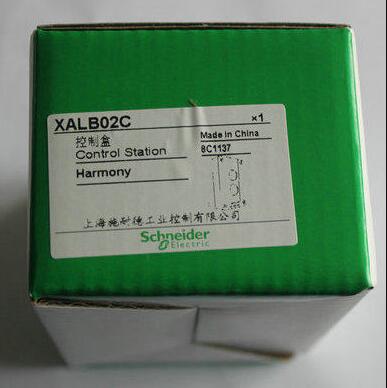 XALB02C ×1
控制盒 Made in China
Control Station 8C1137
Harmony
上海施耐德工业控制有限公司
Schneider
Electric